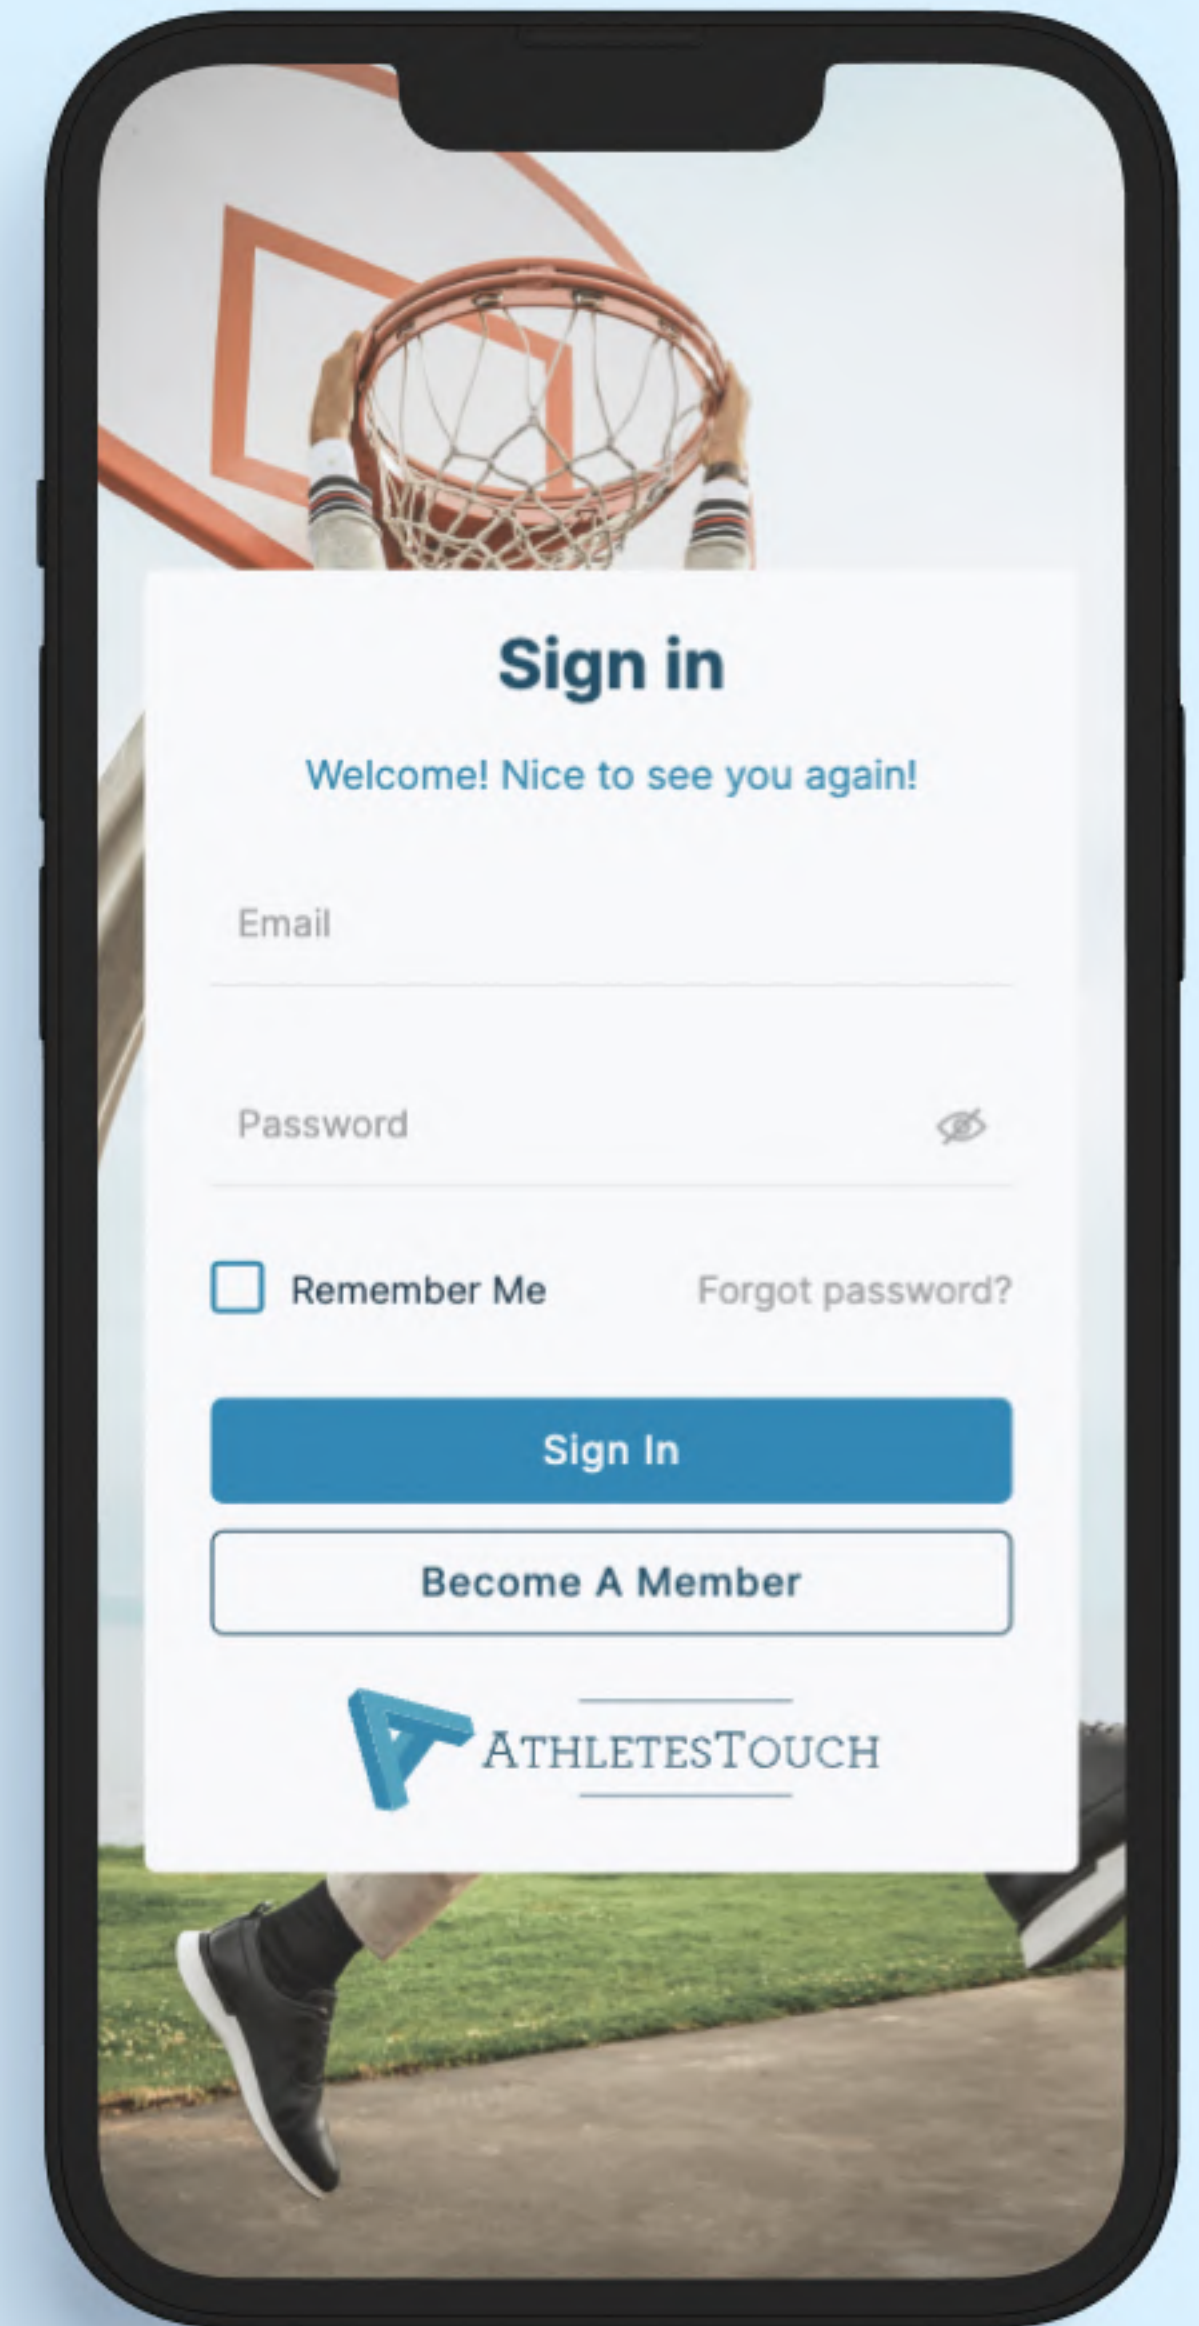 Sign in
Welcome! Nice to see you again!
Email
Password
Remember Me
Forgot password?
Sign In
Become A Member
ATHLETESTOUCH